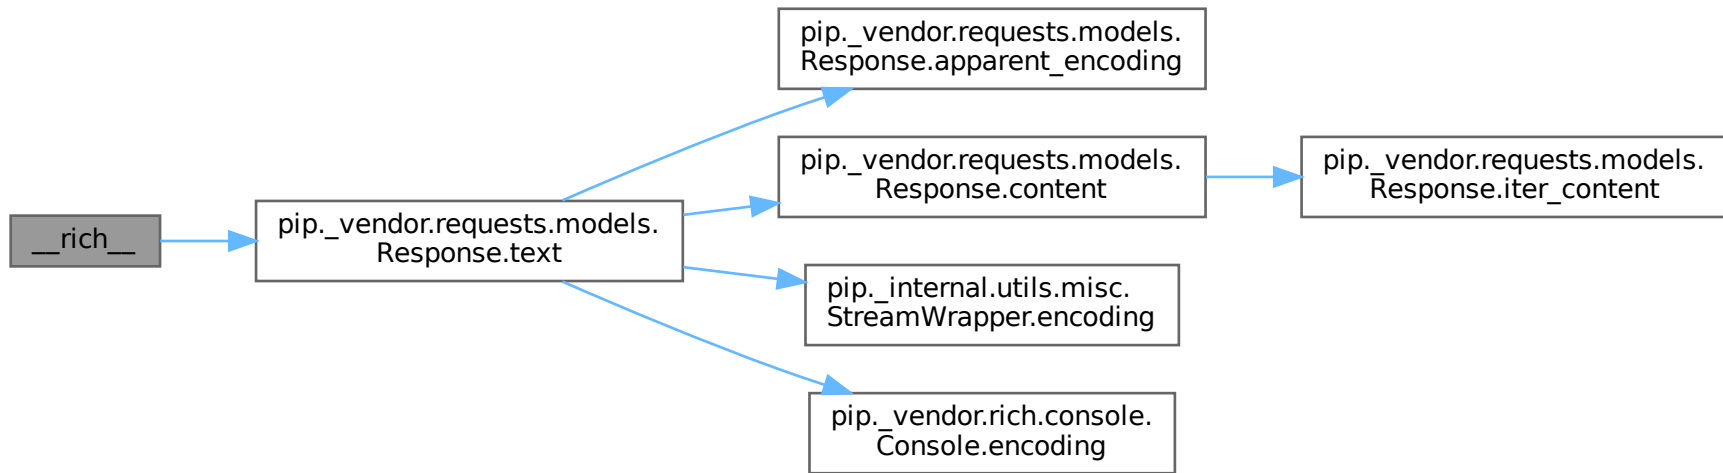 __rich__
pip._vendor.requests.models.
Response.text
pip._vendor.requests.models.
Response.apparent_encoding
pip._vendor.requests.models.
Response.content
pip._vendor.requests.models.
Response.iter_content
pip._internal.utils.misc.
StreamWrapper.encoding
pip._vendor.rich.console.
Console.encoding